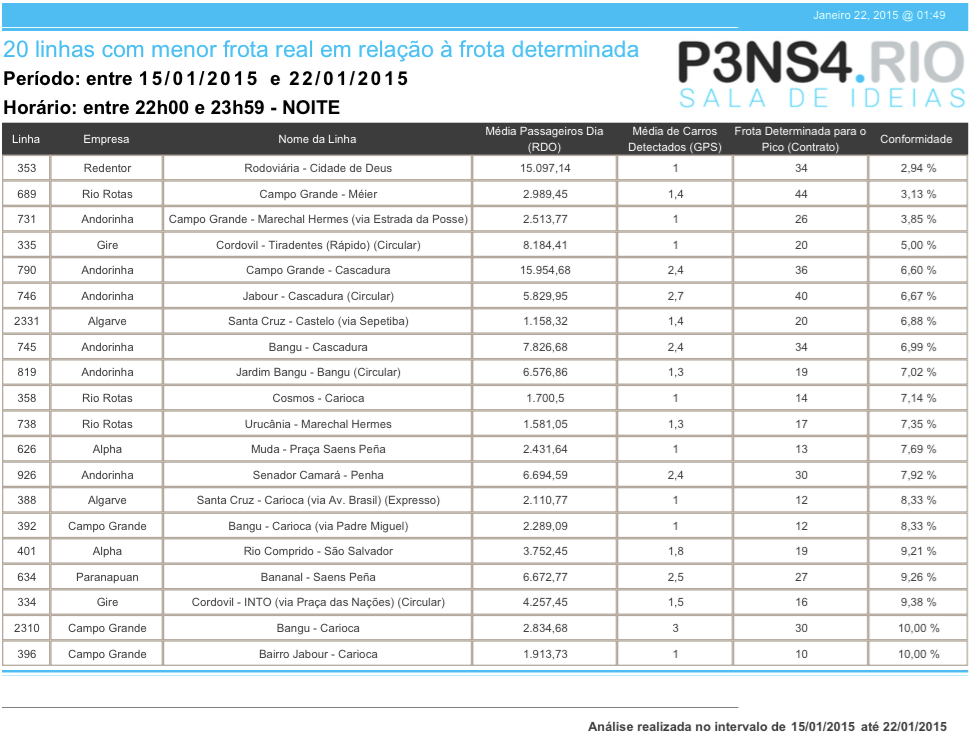 Janeiro 22, 2015 @ 01:49
20 linhas com menor frota real em relação à frota determinada
Período: entre 15/01/2015 e 22/01/2015
Horário: entre 22h00 e 23h59 - NOITE
P3NS4.RIO
SALA DE IDEIAS
Linha Empresa Nome da Linha Média Passageiros Dia (RDO) Média de Carros Detectados (GPS) Frota Determinada para o Pico (Contrato) Conformidade
353 Redentor Rodoviária - Cidade de Deus 15.097,14 1 34 2,94 %
689 Rio Rotas Campo Grande - Méier 2.989,45 1,4 44 3,13 %
731 Andorinha Campo Grande - Marechal Hermes (via Estrada da Posse) 2.513,77 1 26 3,85 %
335 Gire Cordovil - Tiradentes (Rápido) (Circular) 8.184,41 1 20 5,00 %
790 Andorinha Campo Grande - Cascadura 15.954,68 2,4 36 6,60 %
746 Andorinha Jabour - Cascadura (Circular) 5.829,95 2,7 40 6,67 %
2331 Algarve Santa Cruz - Castelo (via Sepetiba) 1.158,32 1,4 20 6,88 %
745 Andorinha Bangu - Cascadura 7.826,68 2,4 34 6,99 %
819 Andorinha Jardim Bangu - Bangu (Circular) 6.576,86 1,3 19 7,02 %
358 Rio Rotas Cosmos - Carioca 1.700,5 1 14 7,14 %
738 Rio Rotas Urucânia - Marechal Hermes 1.581,05 1,3 17 7,35 %
626 Alpha Muda - Praça Saens Peña 2.431,64 1 13 7,69 %
926 Andorinha Senador Camará - Penha 6.694,59 2,4 30 7,92 %
388 Algarve Santa Cruz - Carioca (via Av. Brasil) (Expresso) 2.110,77 1 12 8,33 %
392 Campo Grande Bangu - Carioca (via Padre Miguel) 2.289,09 1 12 8,33 %
401 Alpha Rio Comprido - São Salvador 3.752,45 1,8 19 9,21 %
634 Paranapuan Bananal - Saens Peña 6.672,77 2,5 27 9,26 %
334 Gire Cordovil - INTO (via Praça das Nações) (Circular) 4.257,45 1,5 16 9,38 %
2310 Campo Grande Bangu - Carioca 2.834,68 3 30 10,00 %
396 Campo Grande Bairro Jabour - Carioca 1.913,73 1 10 10,00 %
Análise realizada no intervalo de 15/01/2015 até 22/01/2015